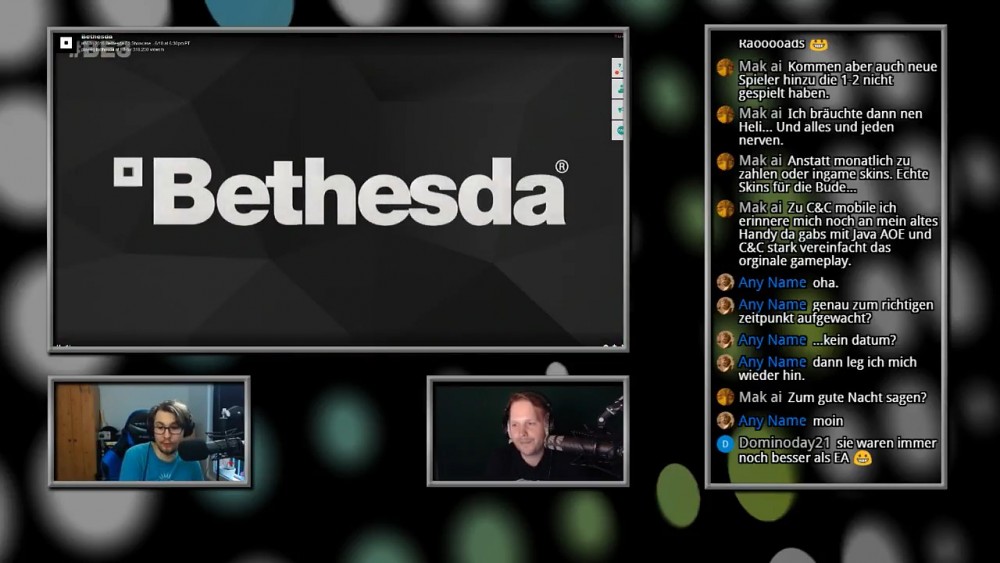 Bethesda
Bethesda®
Raooooads 😁
Mak ai Kommen aber auch neue
Spieler hinzu die 1-2 nicht
gespielt haben.
Mak ai Ich bräuchte dann nen
Heli... Und alles und jeden
nerven.
Mak ai Anstatt monatlich zu
zahlen oder ingame skins. Echte
Skins für die Bude...
Mak ai Zu C&C mobile ich
erinnere mich noch an mein altes
Handy da gabs mit Java AOE und
C&C stark vereinfacht das
orginale gameplay.
Any Name oha.
Any Name genau zum richtigen
zeitpunkt aufgewacht?
Any Name ...kein datum?
Any Name dann leg ich mich
wieder hin.
Mak ai Zum gute Nacht sagen?
Any Name moin
D Dominoday21 sie waren immer
noch besser als EA 😁